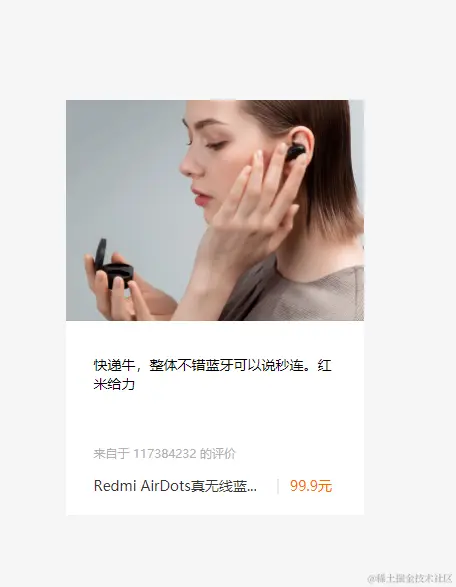 快递牛，整体不错蓝牙可以说秒连。红
米给力
来自于 117384232 的评价
Redmi AirDots真无线蓝...
99.9元
@稀土掘金技术社区